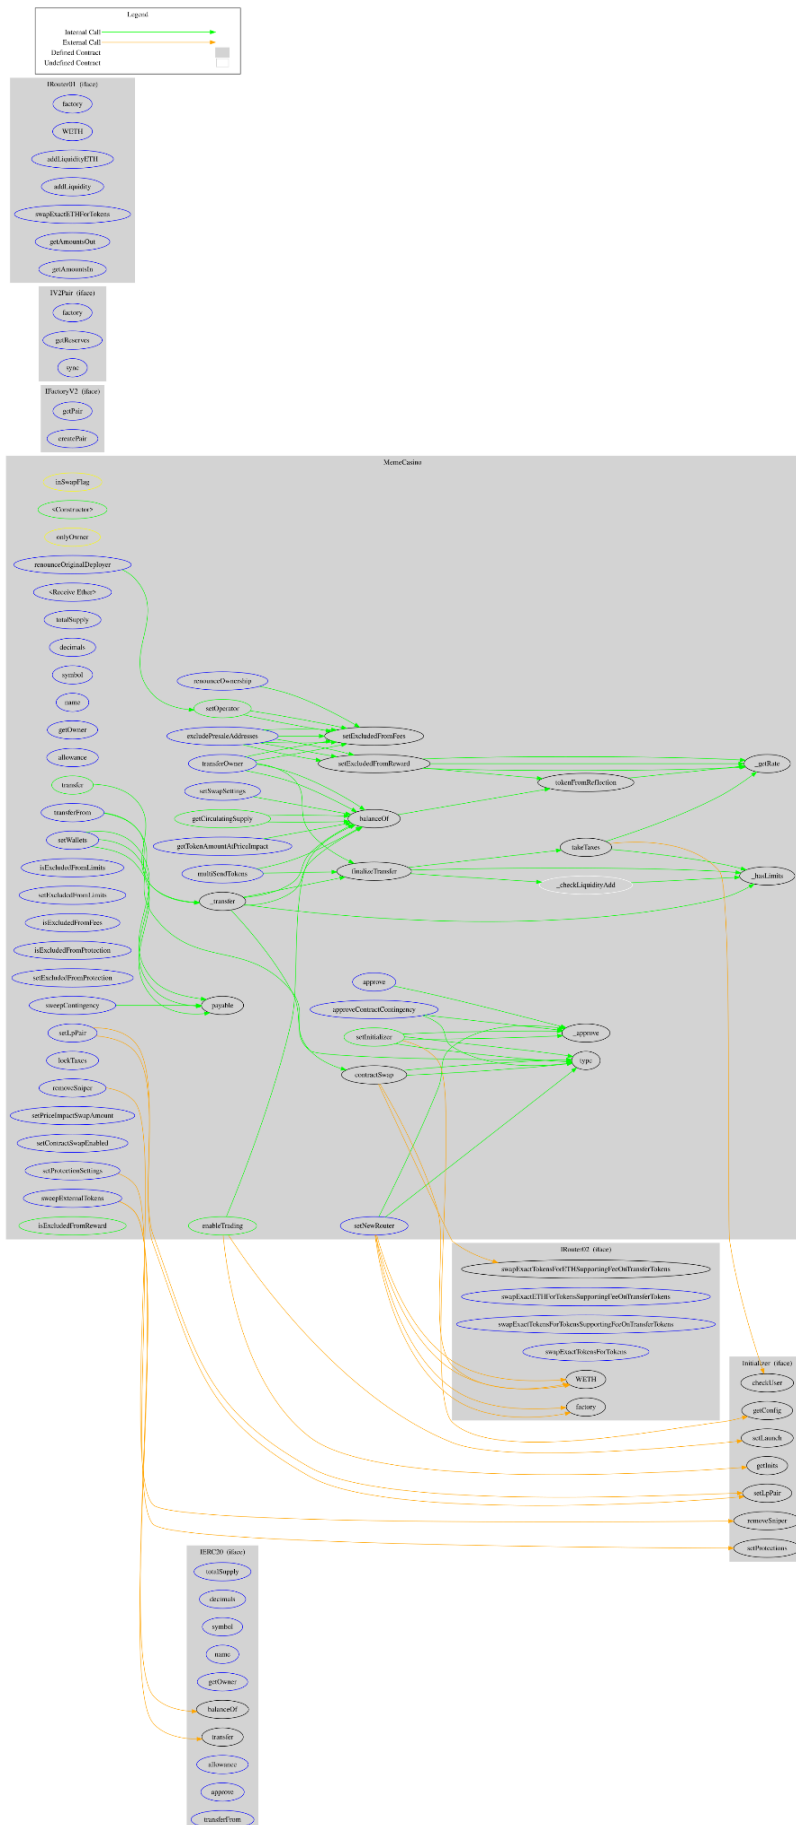 Legend
Internal Call
External Call
Defined Contract
Undefined Contract
IRouter01 (iface)
factory
WETH
addLiquidityETH
addLiquidity
swapExactETHForTokens
getAmountsOut
getAmountsIn
IV2Pair (iface)
factory
getReserves
sync
IFactoryV2 (iface)
getPair
createPair
MemeCasino
inSwapFlag
<Constructor>
onlyOwner
renounceOriginalDeployer
<Receive Ether>
totalSupply
decimals
symbol
name
getOwner
allowance
transfer
transferFrom
setWallets
isExcludedFromLimits
setExcludedFromLimits
isExcludedFromFees
isExcludedFromProtection
setExcludedFromProtection
sweepContingency
setLpPair
lockTaxes
removeSniper
setPriceImpactSwapAmount
setContractSwapEnabled
setProtectionSettings
sweepExternalTokens
isExcludedFromReward
renounceOwnership
setOperator
excludePresaleAddresses
transferOwner
setSwapSettings
getCirculatingSupply
getTokenAmountAtPriceImpact
multiSendTokens
_transfer
payable
enableTrading
setExcludedFromFees
setExcludedFromReward
balanceOf
finalizeTransfer
approve
approveContractContingency
setInitializer
contractSwap
setNewRouter
tokenFromReflection
takeTaxes
_checkLiquidityAdd
_approve
type
_getRate
_hasLimits
IRouter02 (iface)
swapExactTokensForETHSupportingFeeOnTransferTokens
swapExactETHForTokensSupportingFeeOnTransferTokens
swapExactTokensForTokensSupportingFeeOnTransferTokens
swapExactTokensForTokens
WETH
factory
Initializer (iface)
checkUser
getConfig
setLaunch
getInits
setLpPair
removeSniper
setProtections
IERC20 (iface)
totalSupply
decimals
symbol
name
getOwner
balanceOf
transfer
allowance
approve
transferFrom